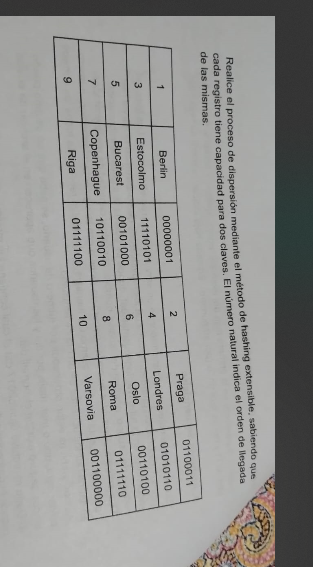 Realice el proceso de dispersión mediante el método de hashing extensible, sabiendo que
cada registro tiene capacidad para dos claves. El número natural indica el orden de llegada
de las mismas.
1 Berlin 00000001 2 Praga 01100011
3 Estocolmo 11110101 4 Londres 01010110
5 Bucarest 00101000 6 Oslo 00110100
7 Copenhague 10110010 8 Roma 01111110
9 Riga 01111100 10 Varsovia 001100000